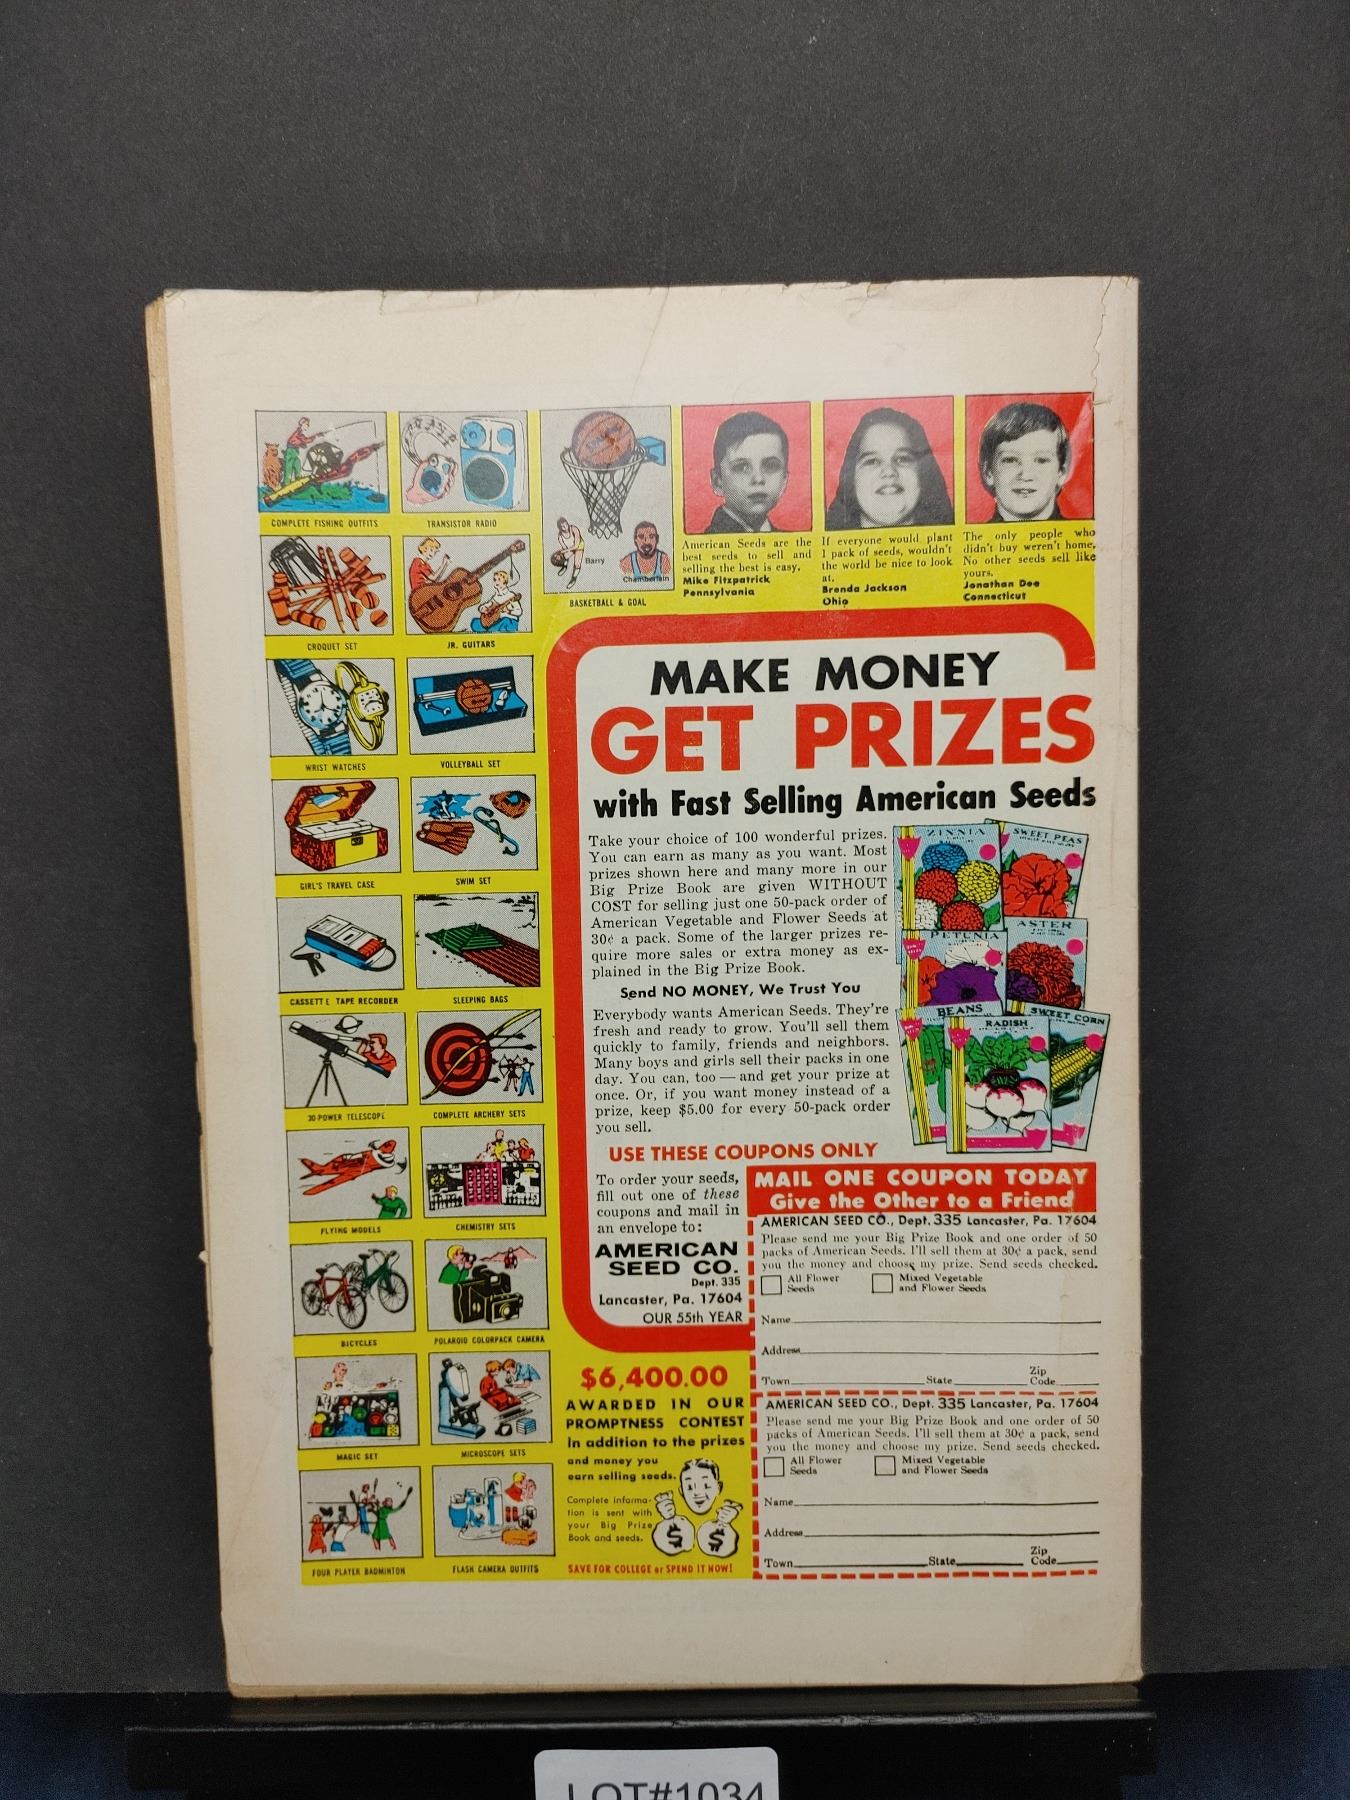 COMPLETE FISHING OUTFITS
TRANSISTOR RADIO
CROQUET SET
JR. GUITARS
WRIST WATCHES
VOLLEYBALL SET
GIRL'S TRAVEL CASE
SWIM SET
CASSETTE TAPE RECORDER
SLEEPING BAGS
30-POWER TELESCOPE
COMPLETE ARCHERY SETS
FLYING MODELS
CHEMISTRY SETS
BICYCLES
POLAROID COLORPACK CAMERA
MAGIC SET
MICROSCOPE SETS
FOUR PLAYER BADMINTON
FLASH CAMERA OUTFITS
Barry
Chamberlain
BASKETBALL & GOAL
American Seeds are the
best seeds to sell and
selling the best is easy.
Mike Fitzpatrick
Pennsylvania
If everyone would plant
1 pack of seeds, wouldn't
the world be nice to look
at.
Brenda Jackson
Ohio
The only people who
didn't buy weren't home.
No other seeds sell like
yours.
Jonathan Dee
Connecticut
MAKE MONEY
GET PRIZES
with Fast Selling American Seeds
Take your choice of 100 wonderful prizes.
You can earn as many as you want. Most
prizes shown here and many more in our
Big Prize Book are given WITHOUT
COST for selling just one 50-pack order of
American Vegetable and Flower Seeds at
30¢ a pack. Some of the larger prizes re-
quire more sales or extra money as ex-
plained in the Big Prize Book.
Send NO MONEY, We Trust You
Everybody wants American Seeds. They're
fresh and ready to grow. You'll sell them
quickly to family, friends and neighbors.
Many boys and girls sell their packs in one
day. You can, too — and get your prize at
once. Or, if you want money instead of a
prize, keep $5.00 for every 50-pack order
you sell.
ZINNIA
SWEET PEAS
PETUNIA
ASTER
BEANS
RADISH
SWEET CORN
USE THESE COUPONS ONLY
To order your seeds,
fill out one of these
coupons and mail in
an envelope to:
AMERICAN
SEED CO.
Dept. 335
Lancaster, Pa. 17604
OUR 55th YEAR
MAIL ONE COUPON TODAY
Give the Other to a Friend
AMERICAN SEED CO., Dept. 335 Lancaster, Pa. 17604
Please send me your Big Prize Book and one order of 50
packs of American Seeds. I'll sell them at 30¢ a pack, send
you the money and choose my prize. Send seeds checked.
All Flower Seeds
Mixed Vegetable and Flower Seeds
Name
Address
Town State Zip Code
AMERICAN SEED CO., Dept. 335 Lancaster, Pa. 17604
Please send me your Big Prize Book and one order of 50
packs of American Seeds. I'll sell them at 30¢ a pack, send
you the money and choose my prize. Send seeds checked.
All Flower Seeds
Mixed Vegetable and Flower Seeds
Name
Address
Town State Zip Code
$6,400.00
AWARDED IN OUR
PROMPTNESS CONTEST
In addition to the prizes
and money you
earn selling seeds.
Complete informa-
tion is sent with
your Big Prize
Book and seeds.
$ $
SAVE FOR COLLEGE or SPEND IT NOW!
LOT#1034